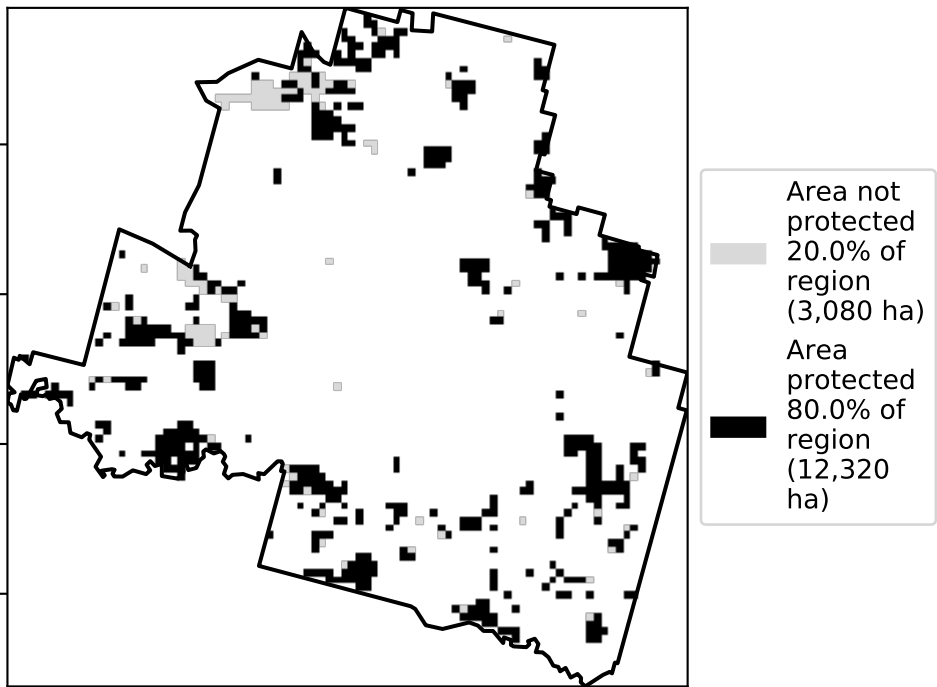 Area not
protected
20.0% of
region
(3,080 ha)
Area
protected
80.0% of
region
(12,320
ha)